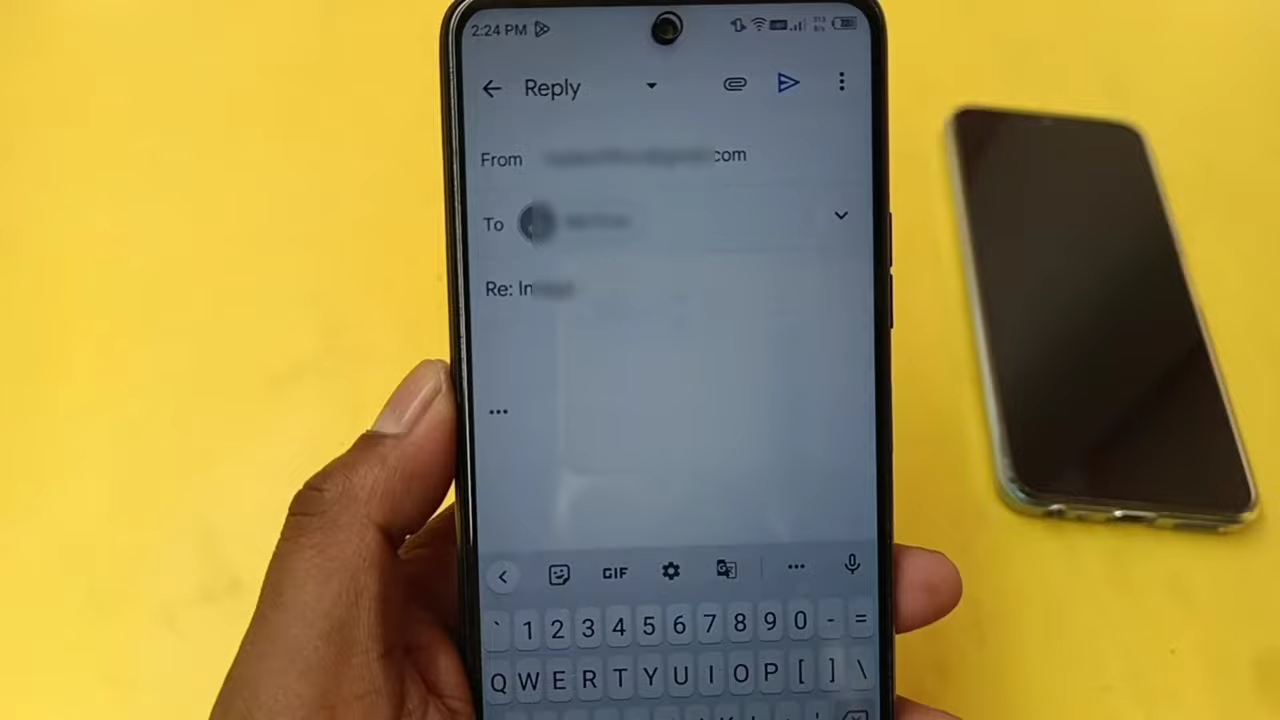 2:24 PM
Reply
From com
To
Re: In
GIF
` 1 2 3 4 5 6 7 8 9 0 - =
Q W E R T Y U I O P [ ] \